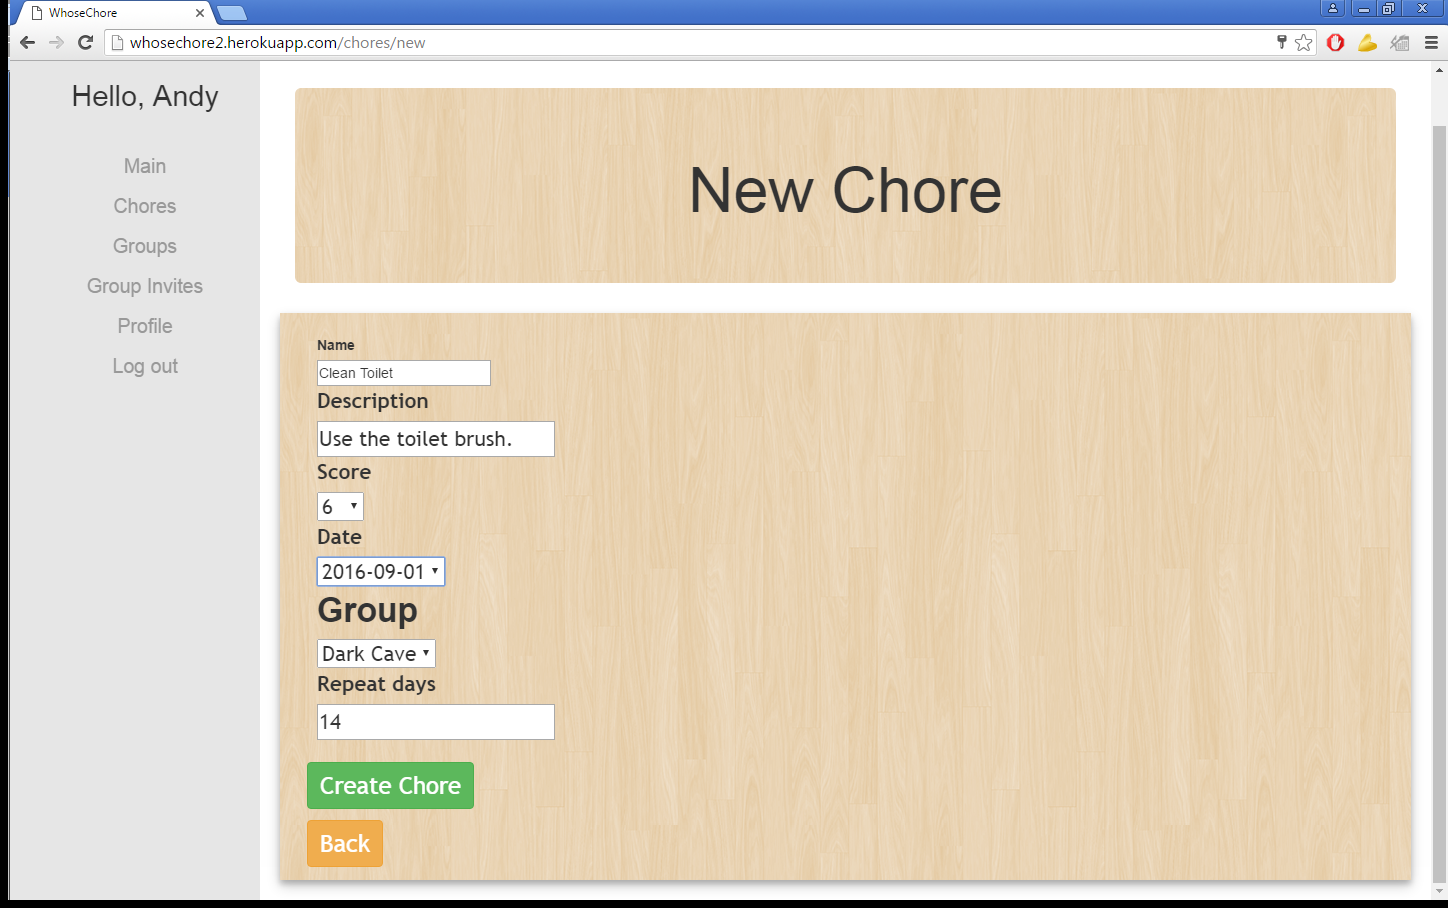 WhoseChore
whosechore2.herokuapp.com/chores/new
Hello, Andy
Main
Chores
Groups
Group Invites
Profile
Log out
New Chore
Name
Clean Toilet
Description
Use the toilet brush.
Score
6
Date
2016-09-01
Group
Dark Cave
Repeat days
14
Create Chore
Back